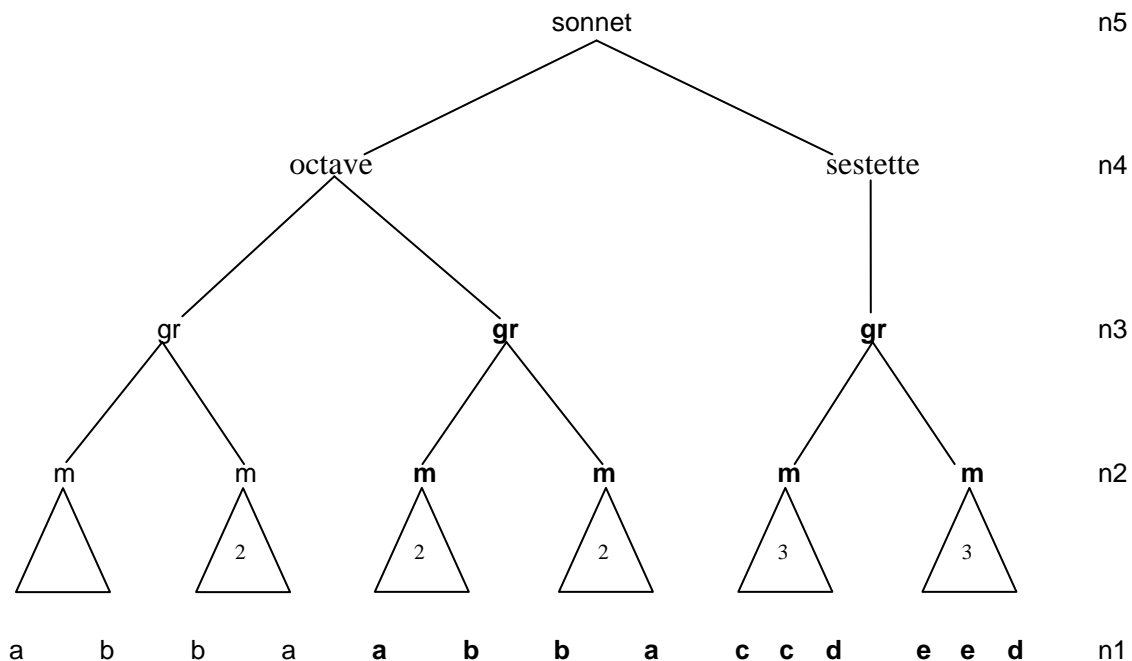 sonnet n5
octave sestette n4
gr gr gr n3
m m m m m m n2
2 2 2 3 3
a b b a a b b a c c d e e d n1